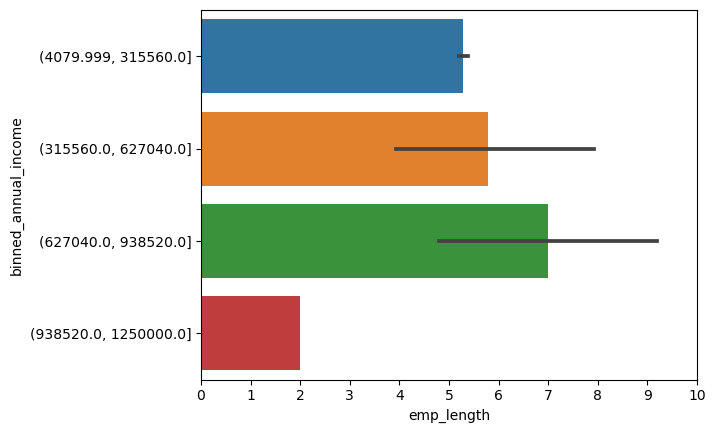 (4079.999, 315560.0]
(315560.0, 627040.0]
(627040.0, 938520.0]
(938520.0, 1250000.0]
binned_annual_income
0 1 2 3 4 5 6 7 8 9 10
emp_length